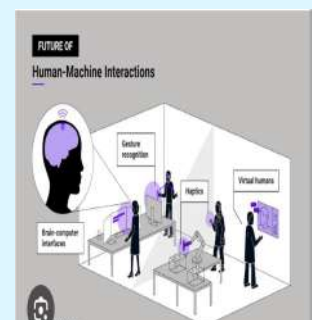 FUTURE OF
Human-Machine Interactions
Gesture
recognition
Haptics
Virtual humans
Brain-computer
interfaces